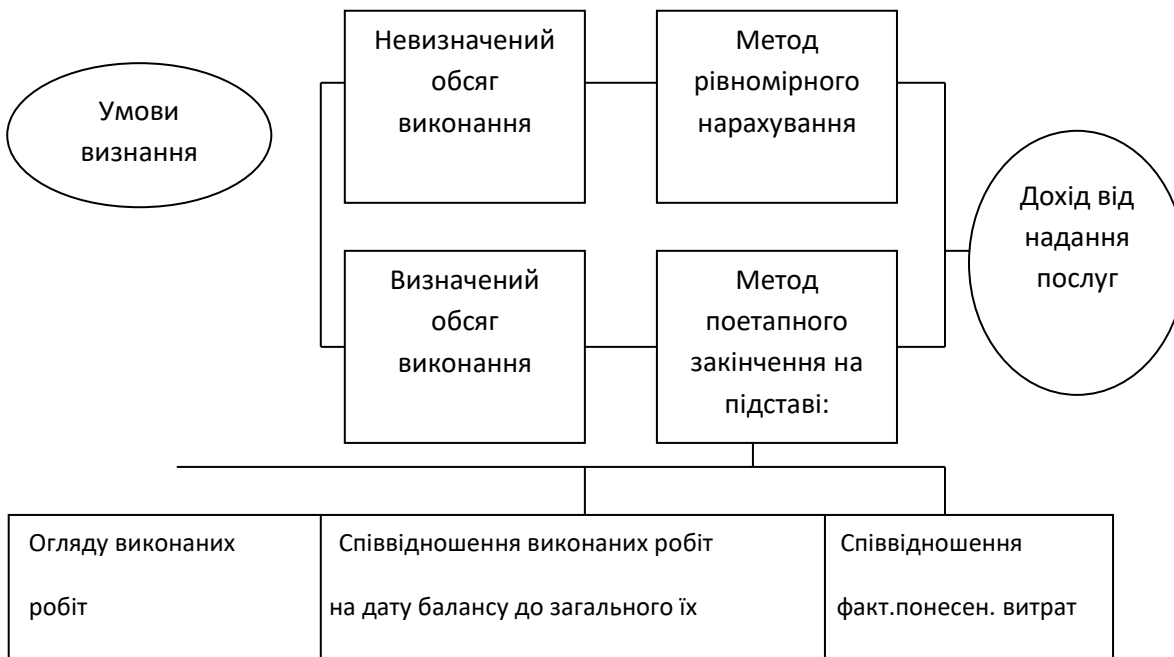 Умови
визнання
Невизначений
обсяг
виконання
Метод
рівномірного
нарахування
Визначений
обсяг
виконання
Метод
поетапного
закінчення на
підставі:
Дохід від
надання
послуг
Огляду виконаних
робіт
Співвідношення виконаних робіт
на дату балансу до загального їх
Співвідношення
факт.понесен. витрат